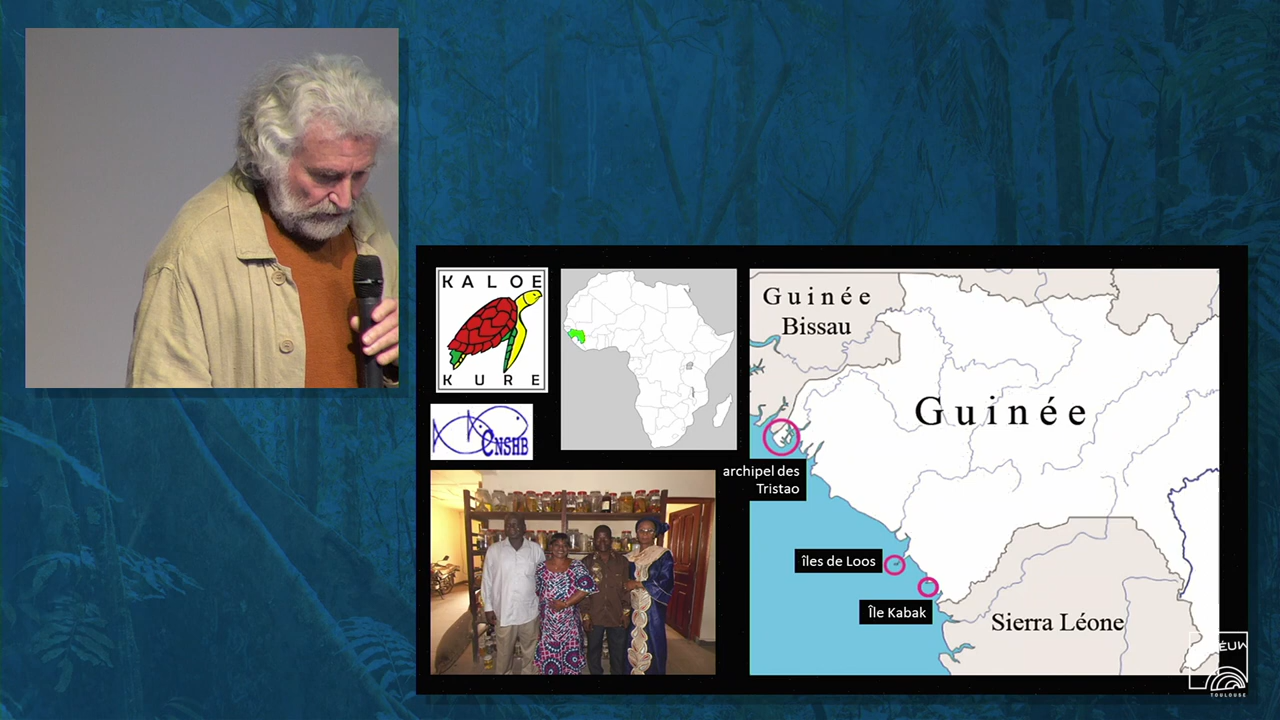 KALOE
KURE
CNSHB
Guinée
Bissau
Guinée
archipel des
Tristao
îles de Loos
Île Kabak
Sierra Léone
TOULOUSE